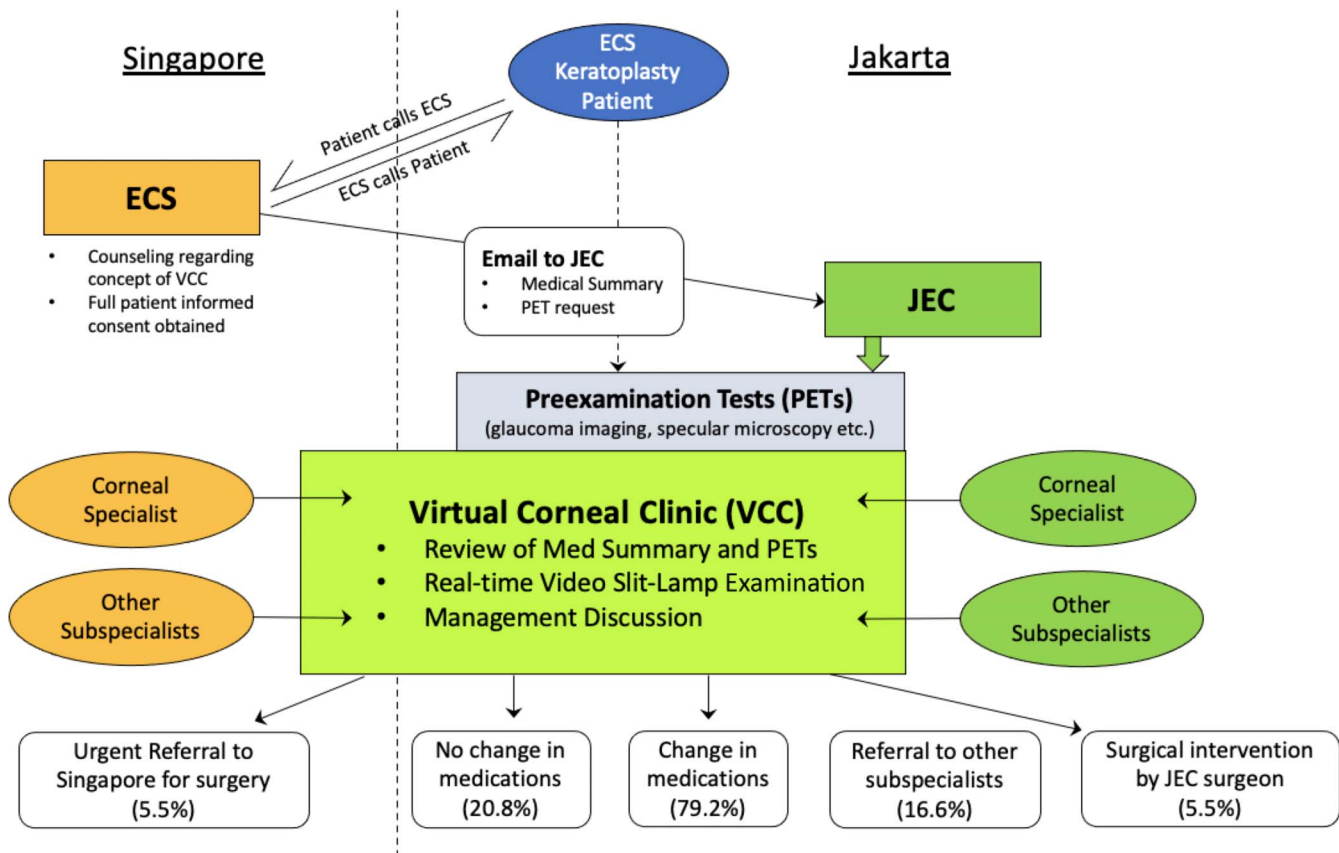 Singapore
ECS
Keratoplasty
Patient
Jakarta
Patient calls ECS
ECS calls Patient
ECS
• Counseling regarding
concept of VCC
• Full patient informed
consent obtained
Email to JEC
• Medical Summary
• PET request
JEC
Preexamination Tests (PETs)
(glaucoma imaging, specular microscopy etc.)
Corneal
Specialist
Other
Subspecialists
Virtual Corneal Clinic (VCC)
• Review of Med Summary and PETs
• Real-time Video Slit-Lamp Examination
• Management Discussion
Corneal
Specialist
Other
Subspecialists
Urgent Referral to
Singapore for surgery
(5.5%)
No change in
medications
(20.8%)
Change in
medications
(79.2%)
Referral to other
subspecialists
(16.6%)
Surgical intervention
by JEC surgeon
(5.5%)